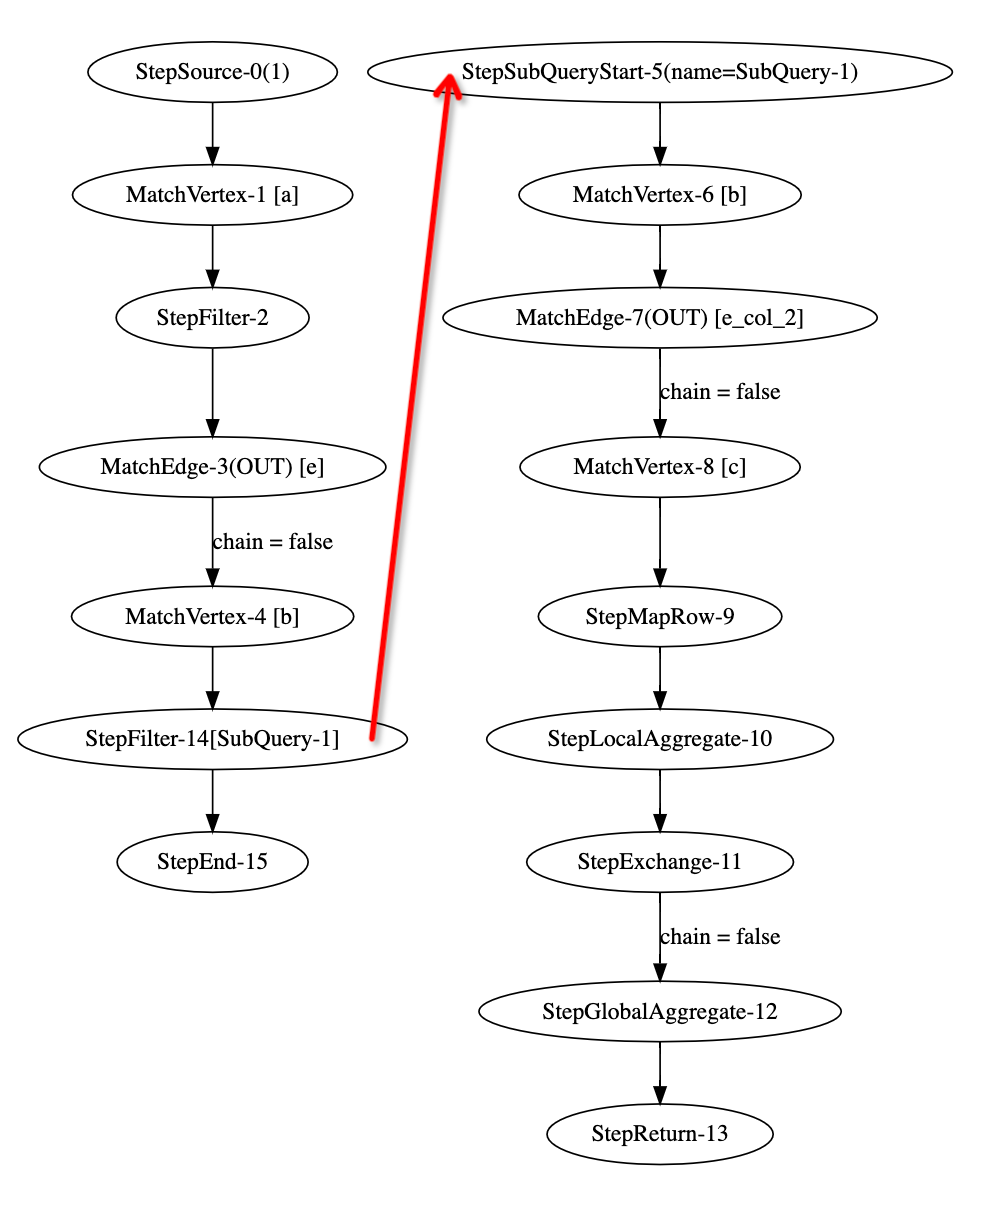 StepSource-0(1)
MatchVertex-1 [a]
StepFilter-2
MatchEdge-3(OUT) [e]
chain = false
MatchVertex-4 [b]
StepFilter-14[SubQuery-1]
StepEnd-15
StepSubQueryStart-5(name=SubQuery-1)
MatchVertex-6 [b]
MatchEdge-7(OUT) [e_col_2]
chain = false
MatchVertex-8 [c]
StepMapRow-9
StepLocalAggregate-10
StepExchange-11
chain = false
StepGlobalAggregate-12
StepReturn-13